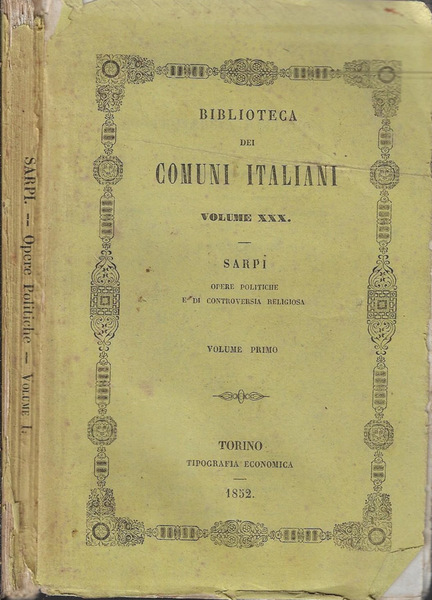 SARPI. — Opere Politiche — Volume I.
BIBLIOTECA
DEI
COMUNI ITALIANI
VOLUME XXX.
SARPI
OPERE POLITICHE
E DI CONTROVERSIA RELIGIOSA
VOLUME PRIMO
TORINO
TIPOGRAFIA ECONOMICA
1852.